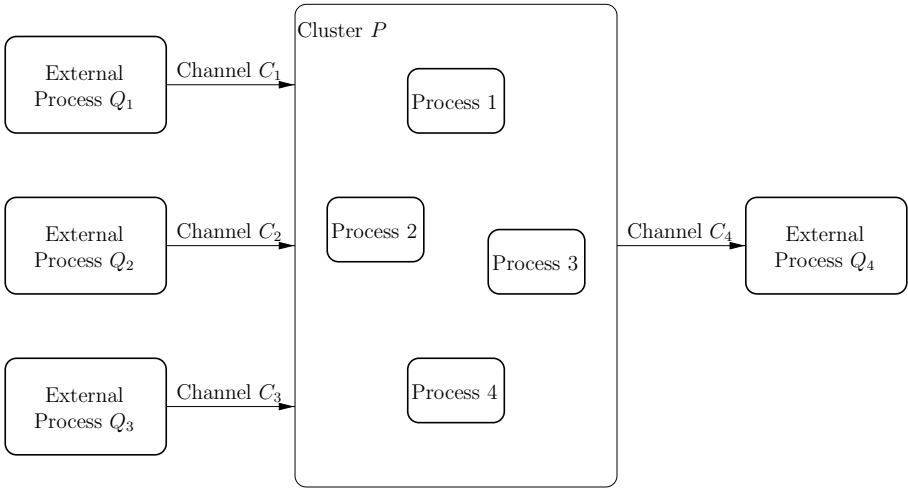 Cluster P
External
Process Q₁
Channel C₁
Process 1
External
Process Q₂
Channel C₂
Process 2
Process 3
Channel C₄
External
Process Q₄
External
Process Q₃
Channel C₃
Process 4